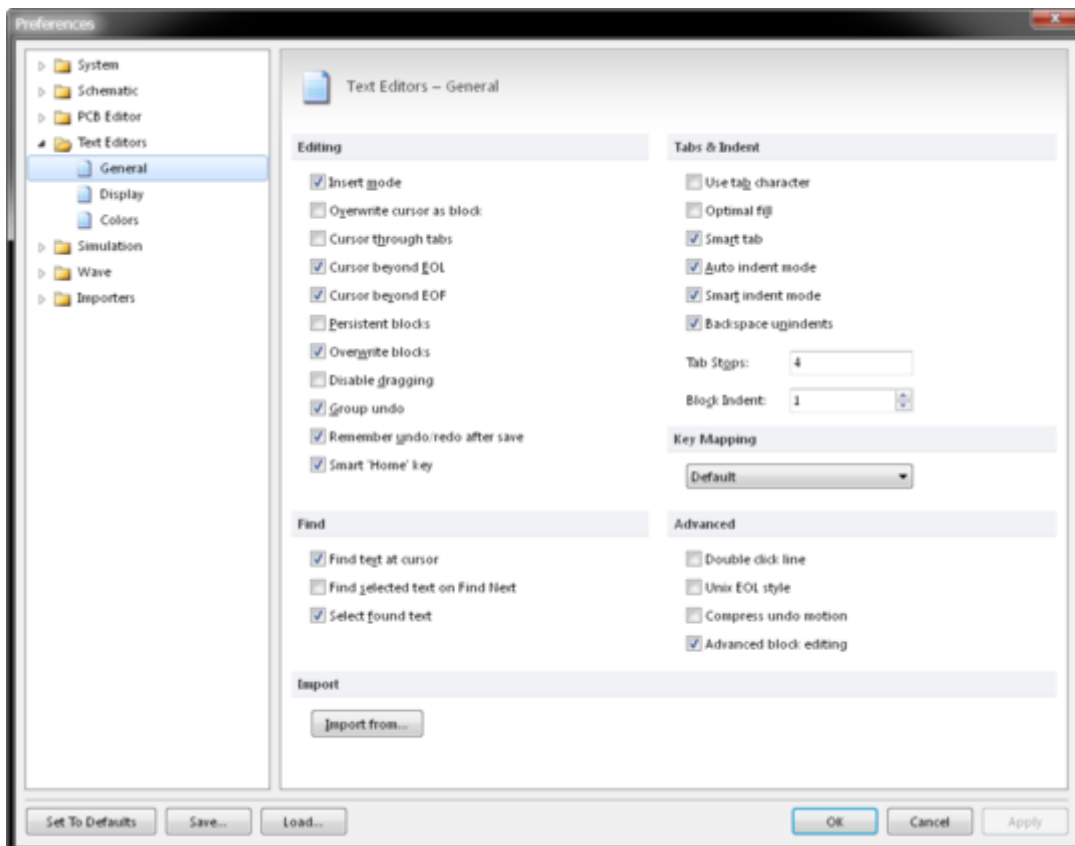 Preferences
System
Schematic
PCB Editor
Text Editors
General
Display
Colors
Simulation
Wave
Importers
Text Editors – General
Editing
Insert mode
Overwrite cursor as block
Cursor through tabs
Cursor beyond EOL
Cursor beyond EOF
Persistent blocks
Overwrite blocks
Disable dragging
Group undo
Remember undo/redo after save
Smart 'Home' key
Tabs & Indent
Use tab character
Optimal fill
Smart tab
Auto indent mode
Smart indent mode
Backspace unindents
Tab Stops: 4
Block Indent: 1
Key Mapping
Default
Find
Find text at cursor
Find selected text on Find Next
Select found text
Advanced
Double click line
Unix EOL style
Compress undo motion
Advanced block editing
Import
Import from...
Set To Defaults Save... Load... OK Cancel Apply